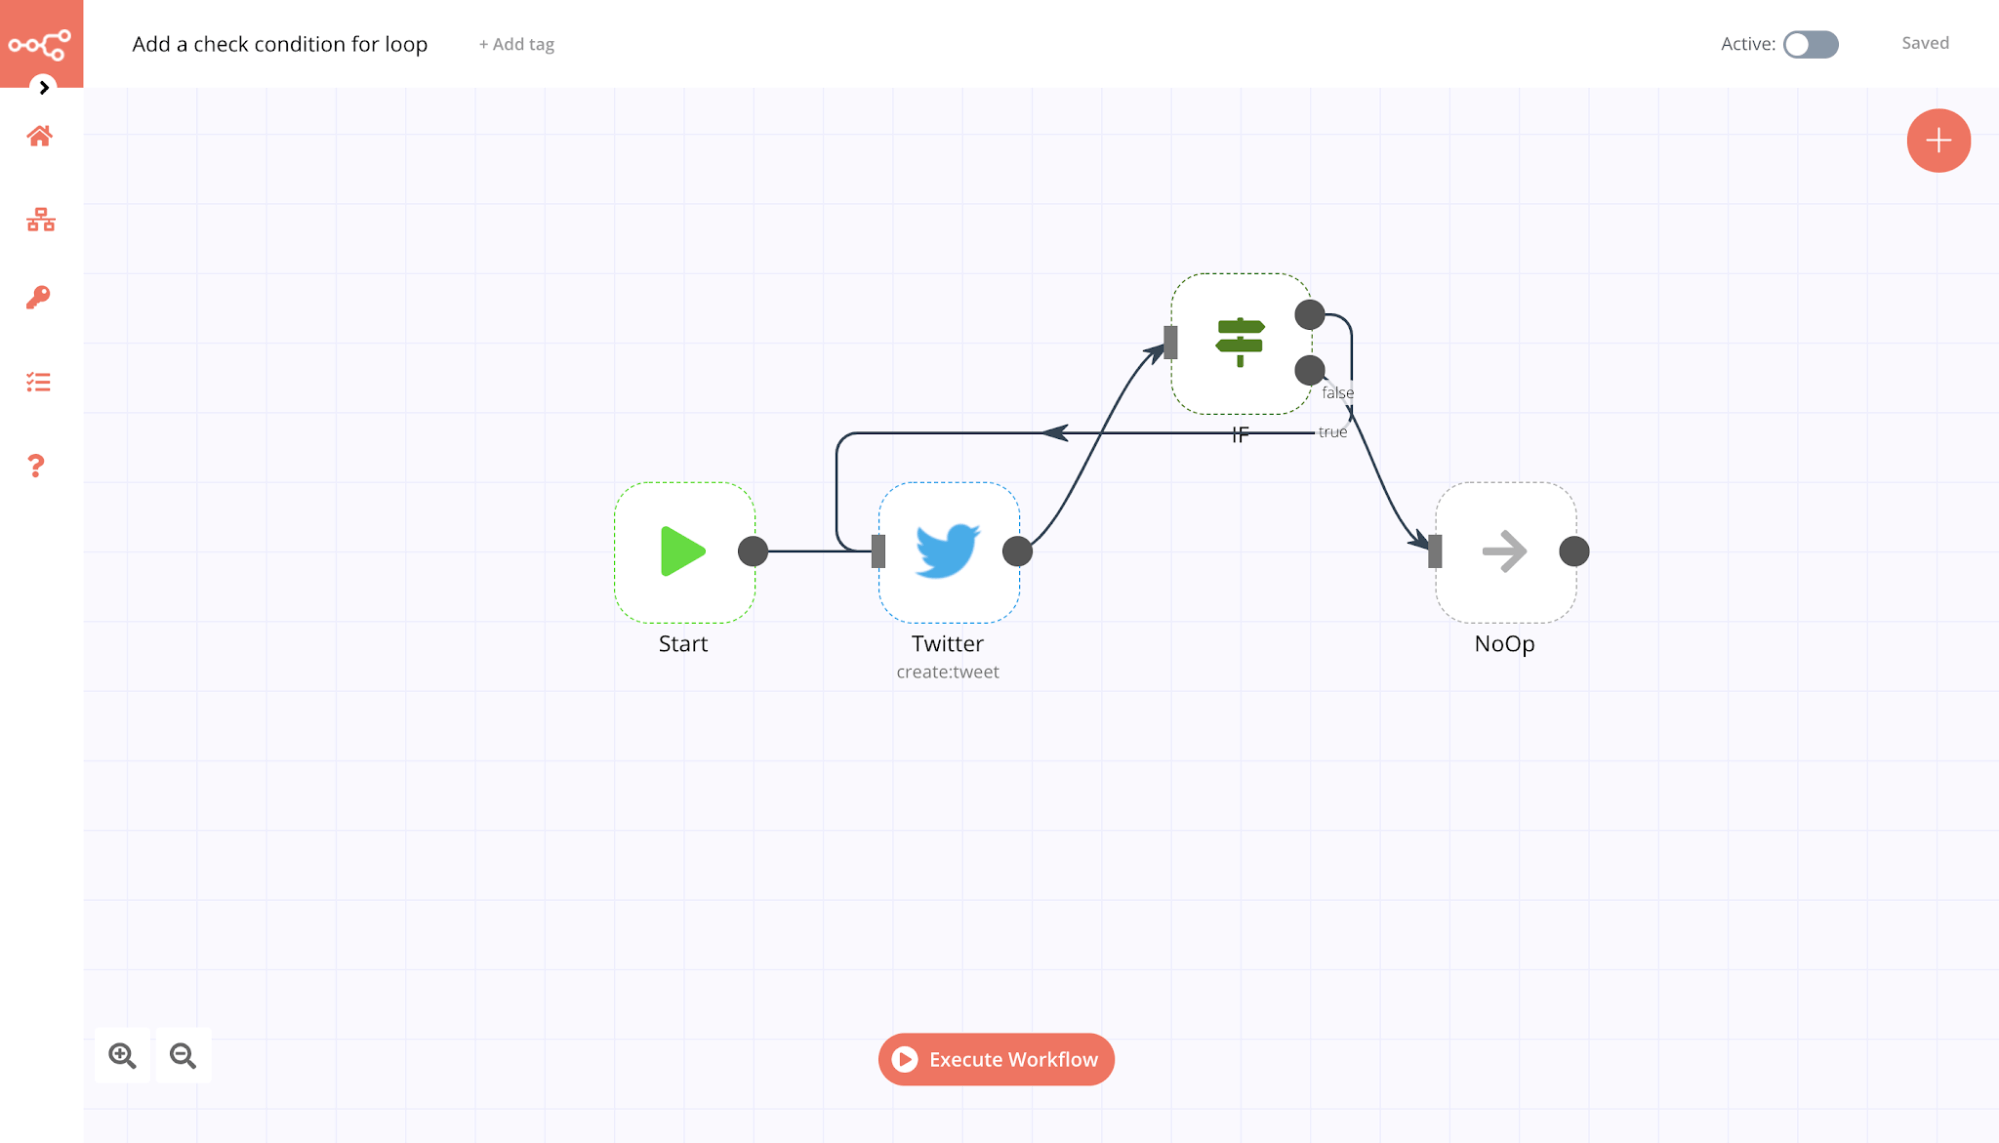 Add a check condition for loop
+ Add tag
Active:
Saved
false
true
IF
Start
Twitter
create:tweet
NoOp
Execute Workflow